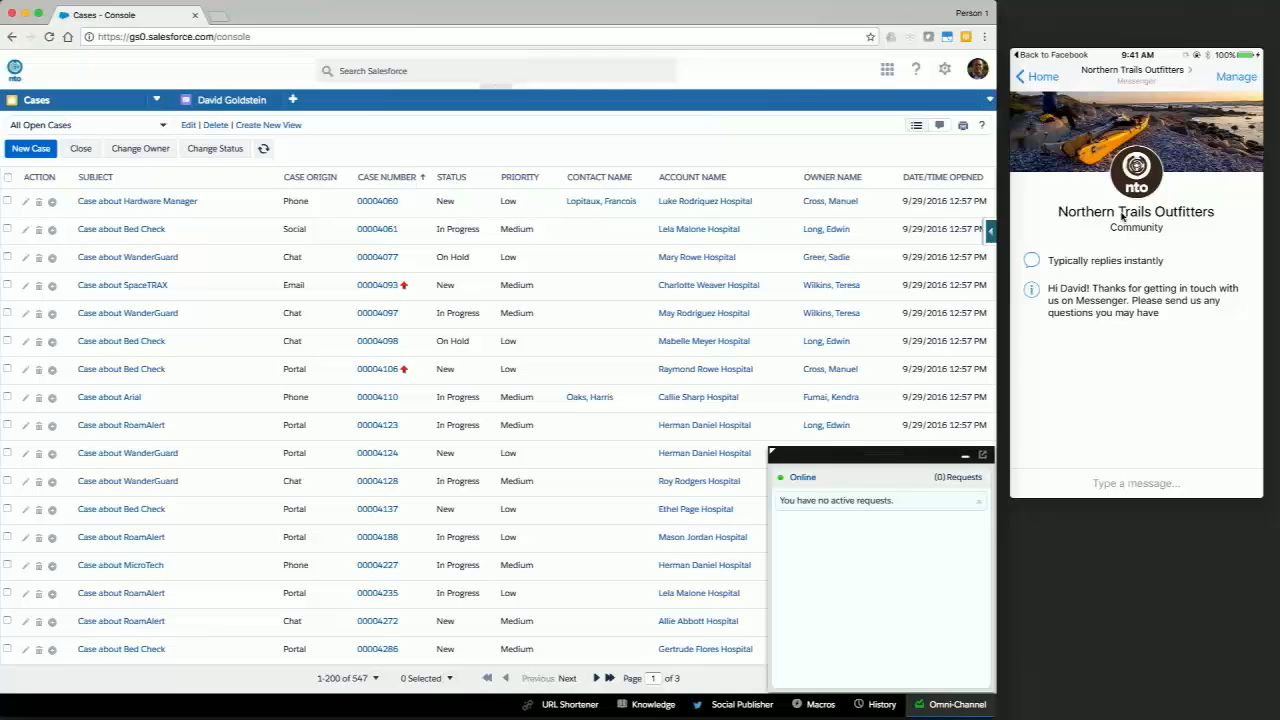 Cases - Console
Person 1
https://gs0.salesforce.com/console
nto
Search Salesforce
Cases
David Goldstein
All Open Cases
Edit | Delete | Create New View
New Case Close Change Owner Change Status
ACTION SUBJECT CASE ORIGIN CASE NUMBER STATUS PRIORITY CONTACT NAME ACCOUNT NAME OWNER NAME DATE/TIME OPENED
Case about Hardware Manager Phone 00004060 New Low Lopitaux, Francois Luke Rodriquez Hospital Cross, Manuel 9/29/2016 12:57 PM
Case about Bed Check Social 00004061 In Progress Medium Lela Malone Hospital Long, Edwin 9/29/2016 12:57 PM
Case about WanderGuard Chat 00004077 On Hold Low Mary Rowe Hospital Greer, Sadie 9/29/2016 12:57 PM
Case about SpaceTRAX Email 00004093 New Medium Charlotte Weaver Hospital Wilkins, Teresa 9/29/2016 12:57 PM
Case about WanderGuard Chat 00004097 In Progress Medium May Rodriguez Hospital Wilkins, Teresa 9/29/2016 12:57 PM
Case about Bed Check Chat 00004098 On Hold Low Mabelle Meyer Hospital Long, Edwin 9/29/2016 12:57 PM
Case about Bed Check Portal 00004106 New Low Raymond Rowe Hospital Cross, Manuel 9/29/2016 12:57 PM
Case about Arial Phone 00004110 In Progress Medium Oaks, Harris Callie Sharp Hospital Fumai, Kendra 9/29/2016 12:57 PM
Case about RoamAlert Portal 00004123 In Progress Medium Herman Daniel Hospital Long, Edwin 9/29/2016 12:57 PM
Case about WanderGuard Portal 00004124 New Low Herman Daniel Hospital
Case about WanderGuard Portal 00004128 In Progress Medium Roy Rodgers Hospital
Case about Bed Check Portal 00004137 New Low Ethel Page Hospital
Case about RoamAlert Portal 00004188 In Progress Low Mason Jordan Hospital
Case about MicroTech Phone 00004227 In Progress Medium Herman Daniel Hospital
Case about RoamAlert Portal 00004235 In Progress Medium Lela Malone Hospital
Case about RoamAlert Chat 00004272 New Medium Allie Abbott Hospital
Case about Bed Check Portal 00004286 New Medium Gertrude Flores Hospital
1-200 of 547 0 Selected Previous Next Page 1 of 3
Online (0) Requests
You have no active requests.
URL Shortener Knowledge Social Publisher Macros History Omni-Channel
Back to Facebook 9:41 AM 100%
Home Northern Trails Outfitters Manage
Messenger
nto
Northern Trails Outfitters
Community
Typically replies instantly
Hi David! Thanks for getting in touch with
us on Messenger. Please send us any
questions you may have
Type a message...